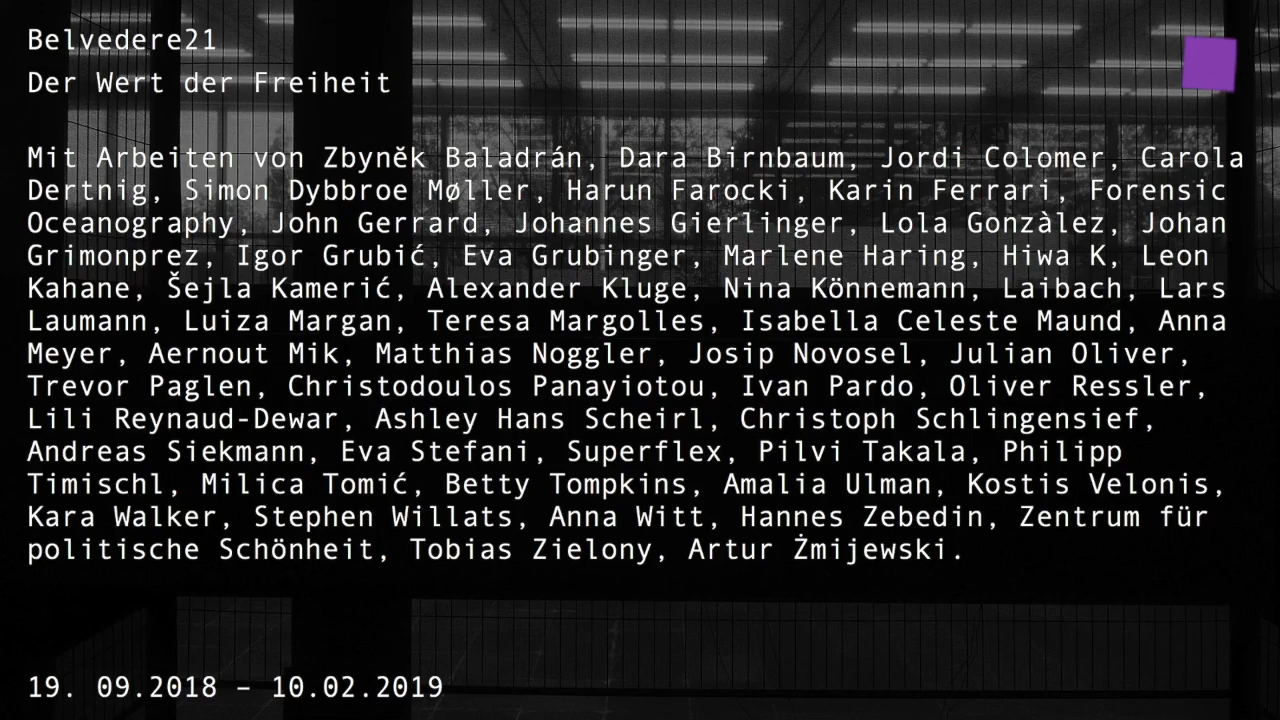 Belvedere21
Der Wert der Freiheit
Mit Arbeiten von Zbyněk Baladrán, Dara Birnbaum, Jordi Colomer, Carola
Dertnig, Simon Dybbroe Møller, Harun Farocki, Karin Ferrari, Forensic
Oceanography, John Gerrard, Johannes Gierlinger, Lola Gonzàlez, Johan
Grimonprez, Igor Grubić, Eva Grubinger, Marlene Haring, Hiwa K, Leon
Kahane, Šejla Kamerić, Alexander Kluge, Nina Könnemann, Laibach, Lars
Laumann, Luiza Margan, Teresa Margolles, Isabella Celeste Maund, Anna
Meyer, Aernout Mik, Matthias Noggler, Josip Novosel, Julian Oliver,
Trevor Paglen, Christodoulos Panayiotou, Ivan Pardo, Oliver Ressler,
Lili Reynaud-Dewar, Ashley Hans Scheirl, Christoph Schlingensief,
Andreas Siekmann, Eva Stefani, Superflex, Pilvi Takala, Philipp
Timischl, Milica Tomić, Betty Tompkins, Amalia Ulman, Kostis Velonis,
Kara Walker, Stephen Willats, Anna Witt, Hannes Zebedin, Zentrum für
politische Schönheit, Tobias Zielony, Artur Żmijewski.
19. 09.2018 – 10.02.2019